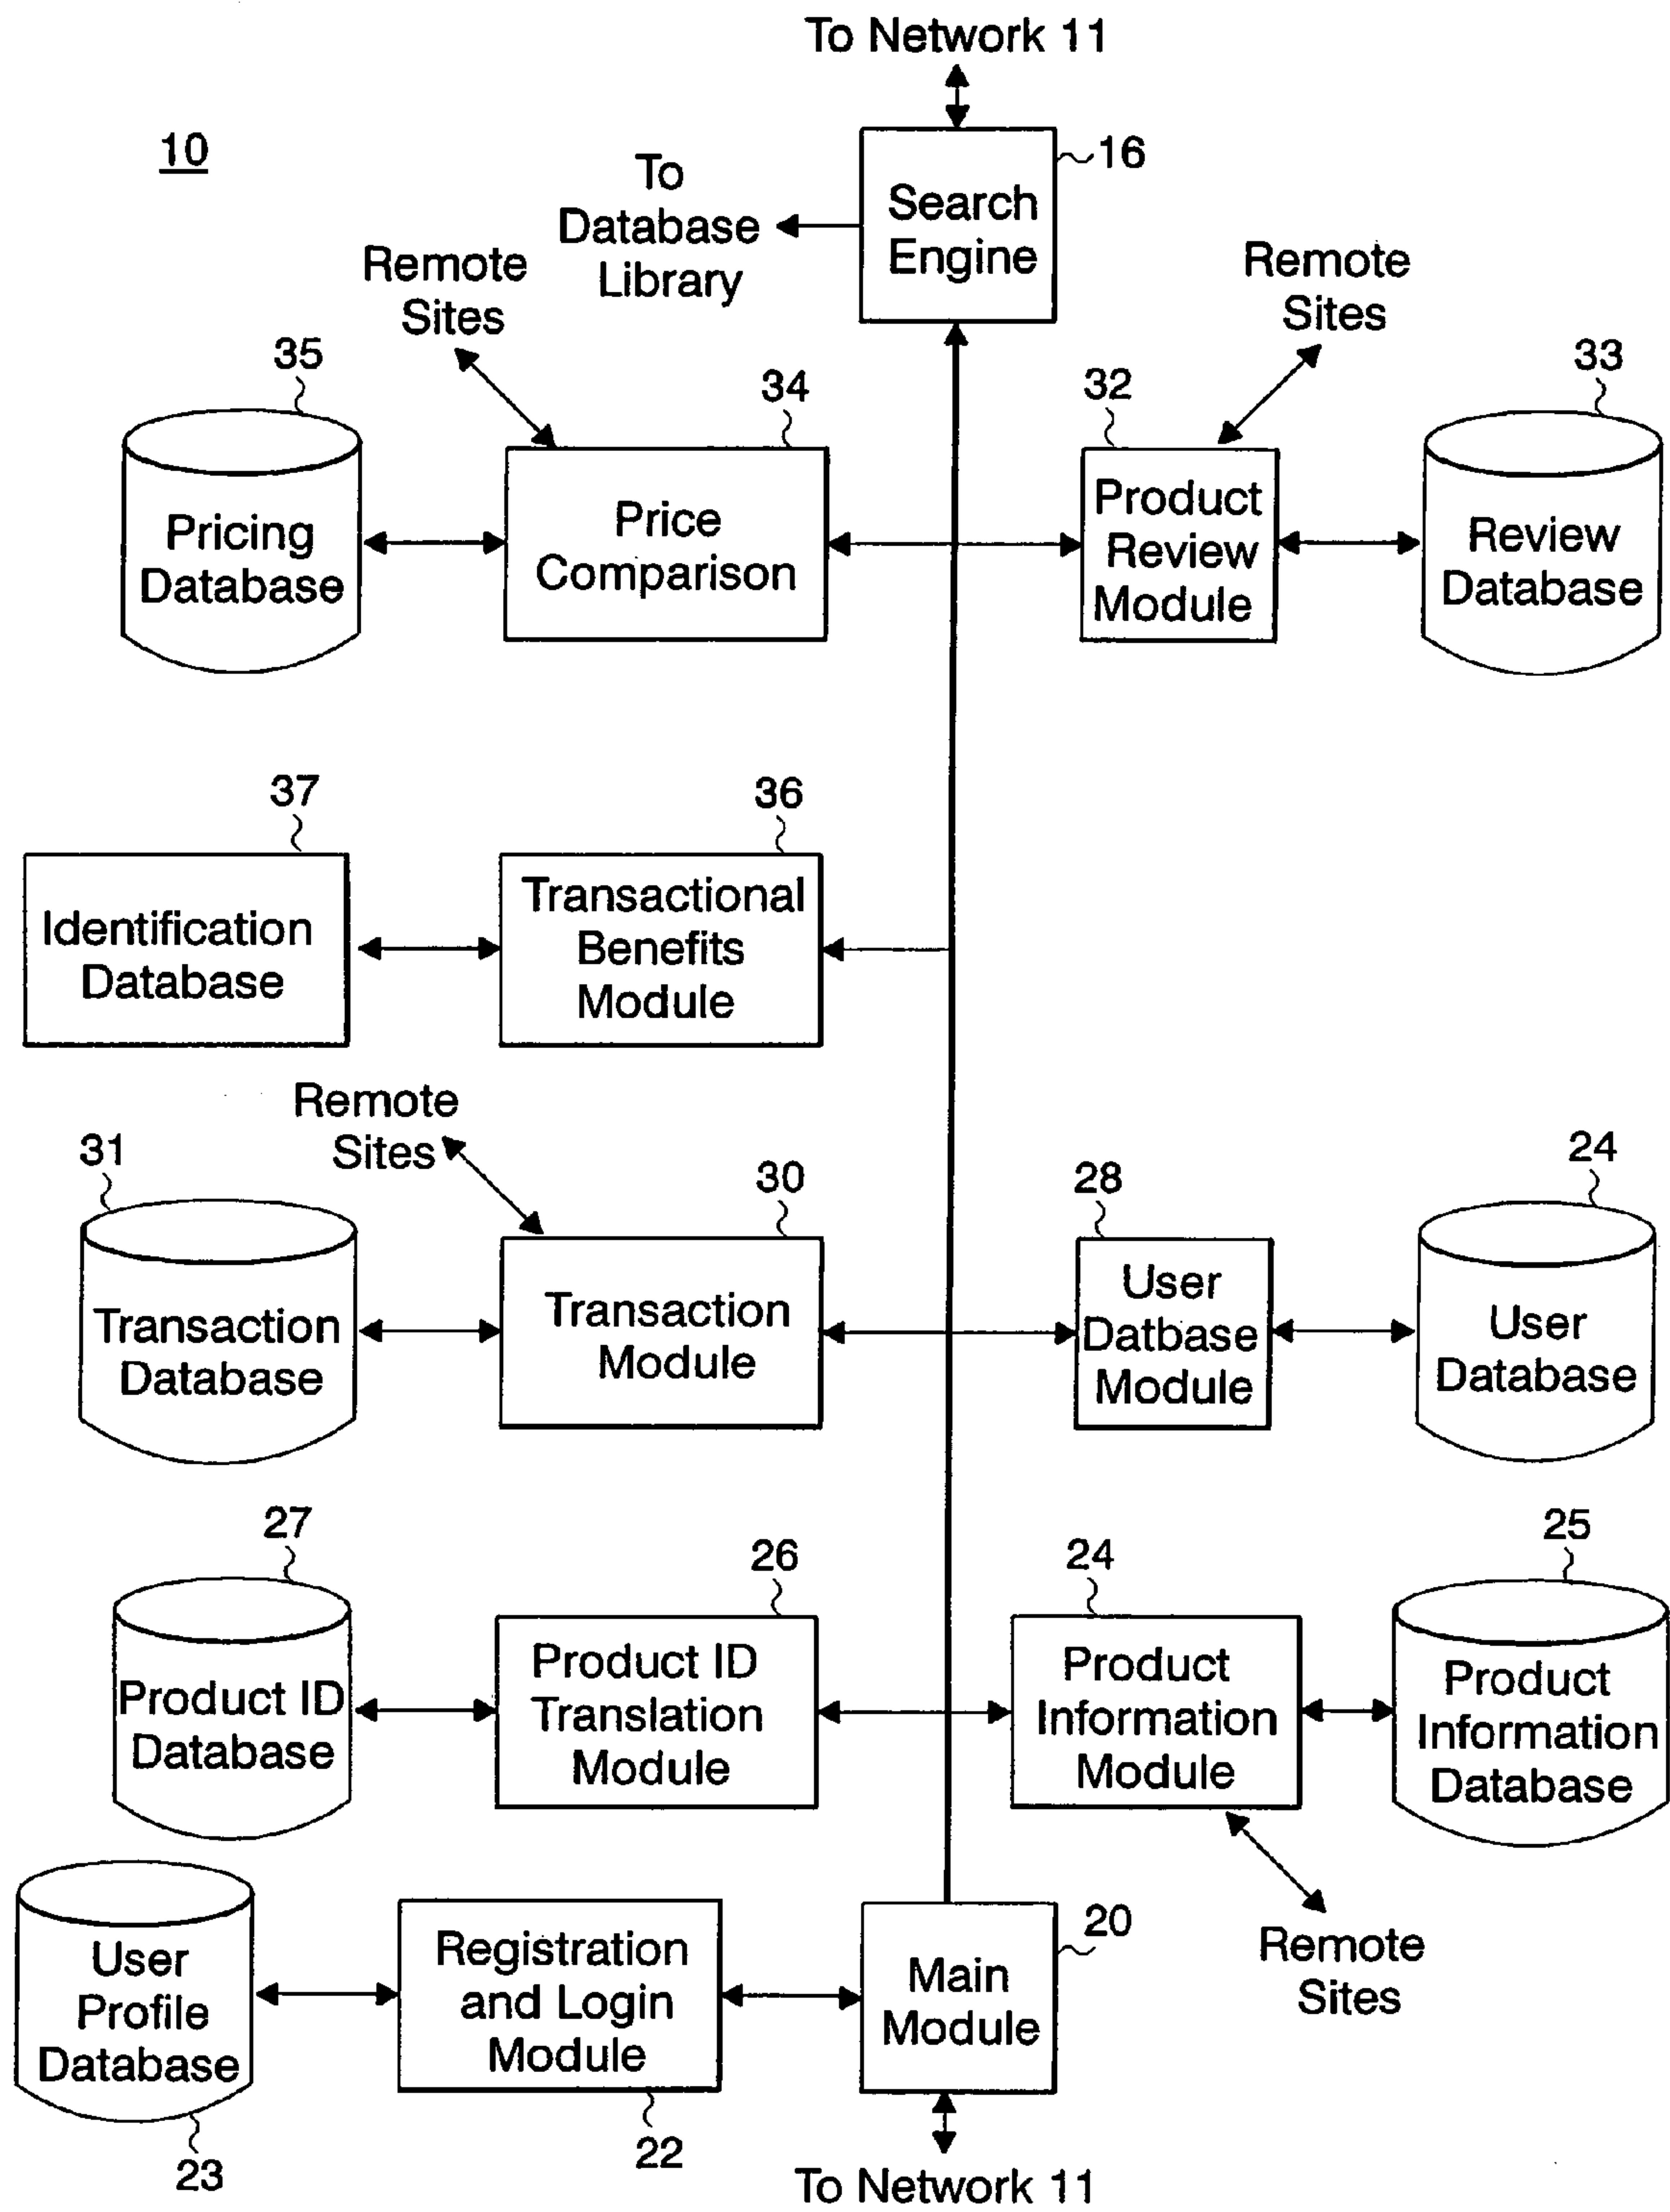 To Network 11
10
16
To
Database
Library
Search
Engine
Remote
Sites
Remote
Sites
35
34
32
33
Pricing
Database
Price
Comparison
Product
Review
Module
Review
Database
37
36
Identification
Database
Transactional
Benefits
Module
Remote
Sites
31
30
28
24
Transaction
Database
Transaction
Module
User
Datbase
Module
User
Database
27
26
24
25
Product ID
Database
Product ID
Translation
Module
Product
Information
Module
Product
Information
Database
User
Profile
Database
Registration
and Login
Module
Main
Module
20
Remote
Sites
23
22
To Network 11